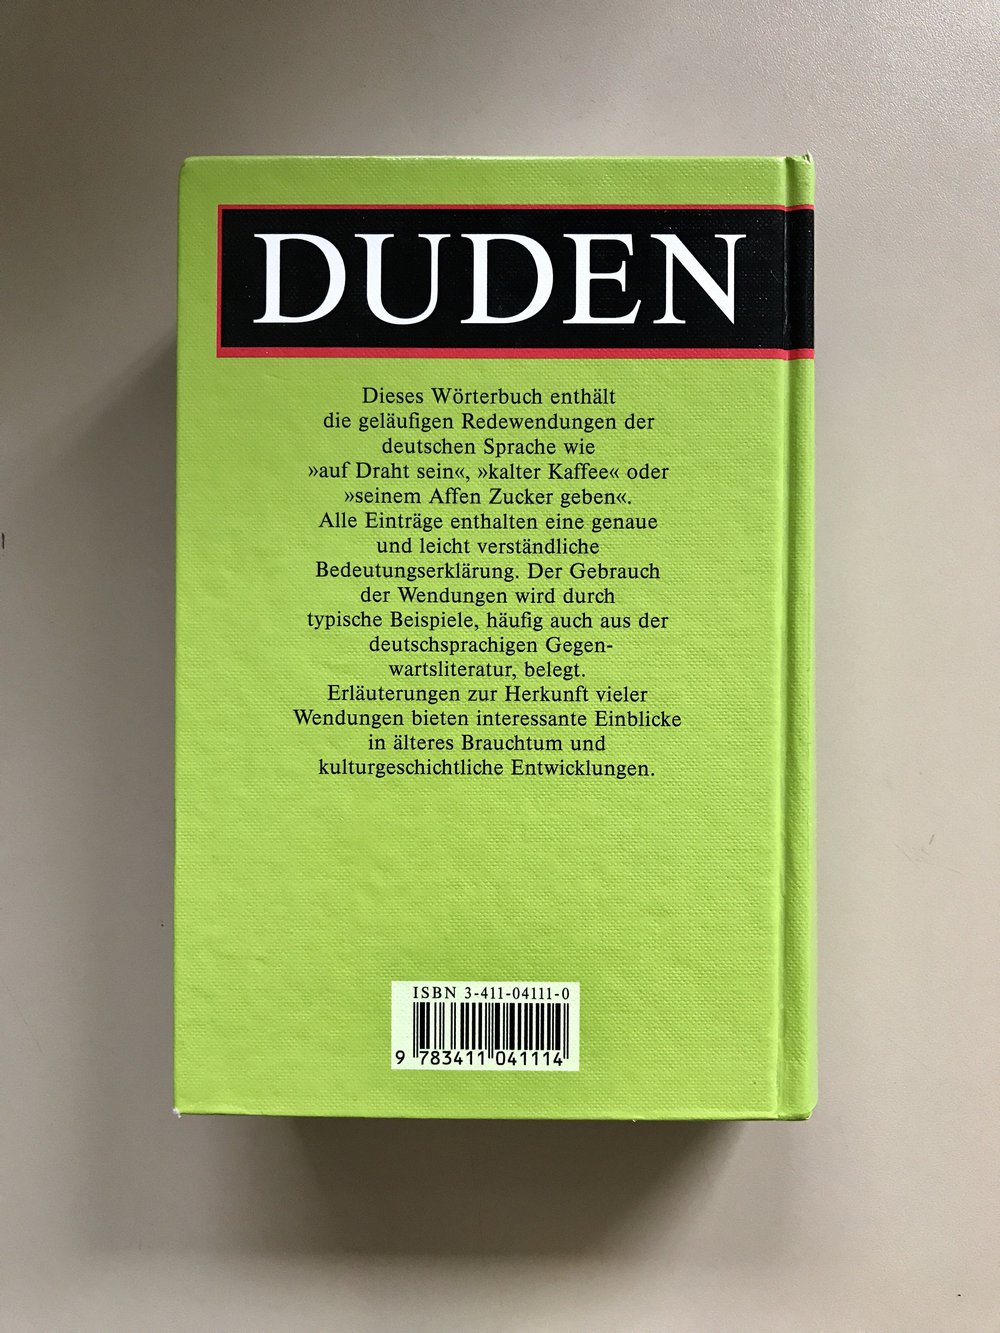 DUDEN
Dieses Wörterbuch enthält
die geläufigen Redewendungen der
deutschen Sprache wie
»auf Draht sein«, »kalter Kaffee« oder
»seinem Affen Zucker geben«.
Alle Einträge enthalten eine genaue
und leicht verständliche
Bedeutungserklärung. Der Gebrauch
der Wendungen wird durch
typische Beispiele, häufig auch aus der
deutschsprachigen Gegen-
wartsliteratur, belegt.
Erläuterungen zur Herkunft vieler
Wendungen bieten interessante Einblicke
in älteres Brauchtum und
kulturgeschichtliche Entwicklungen.
ISBN 3-411-04111-0
9 783411 041114